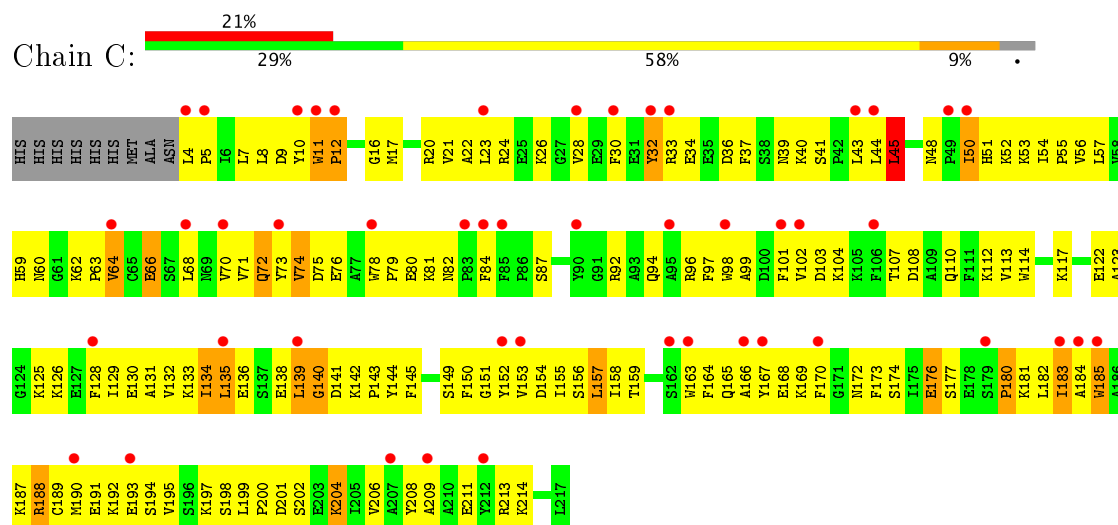 21%
Chain C:
29% 58% 9% •
HIS HIS HIS HIS HIS MET ALA ASN L4 P5 I6 L7 L8 D9 Y10 W11 P12 G16 M17 R20 V21 A22 L23 R24 E25 K26 G27 V28 E29 F30 E31 Y32 R33 E34 E35 D36 F37 S38 N39 K40 S41 P42 L43 L44 L45 N48 P49 I50 H51 K52 K53 I54 P55 V56 L57 V58
H59 N60 G61 K62 P63 V64 C65 E66 S67 L68 N69 V70 V71 Q72 Y73 V74 D75 E76 A77 W78 P79 E80 K81 N82 P83 F84 F85 P86 S87 Y90 G91 R92 A93 Q94 A95 R96 F97 W98 A99 D100 F101 V102 D103 K104 K105 F106 T107 D108 A109 Q110 F111 K112 V113 W114 K117 E122 A123
G124 K125 K126 E127 F128 I129 E130 A131 V132 K133 I134 L135 E136 S137 E138 L139 G140 D141 K142 P143 Y144 F145 S149 F150 G151 Y152 V153 D154 I155 S156 L157 I158 T159 S162 W163 F164 Q165 A166 Y167 E168 K169 F170 G171 N172 F173 S174 I175 E176 S177 E178 S179 P180 K181 L182 I183 A184 W185 A186
K187 R188 C189 M190 E191 K192 E193 S194 V195 S196 K197 S198 L199 P200 D201 S202 E203 K204 I205 V206 A207 Y208 A209 A210 E211 Y212 R213 K214 L217